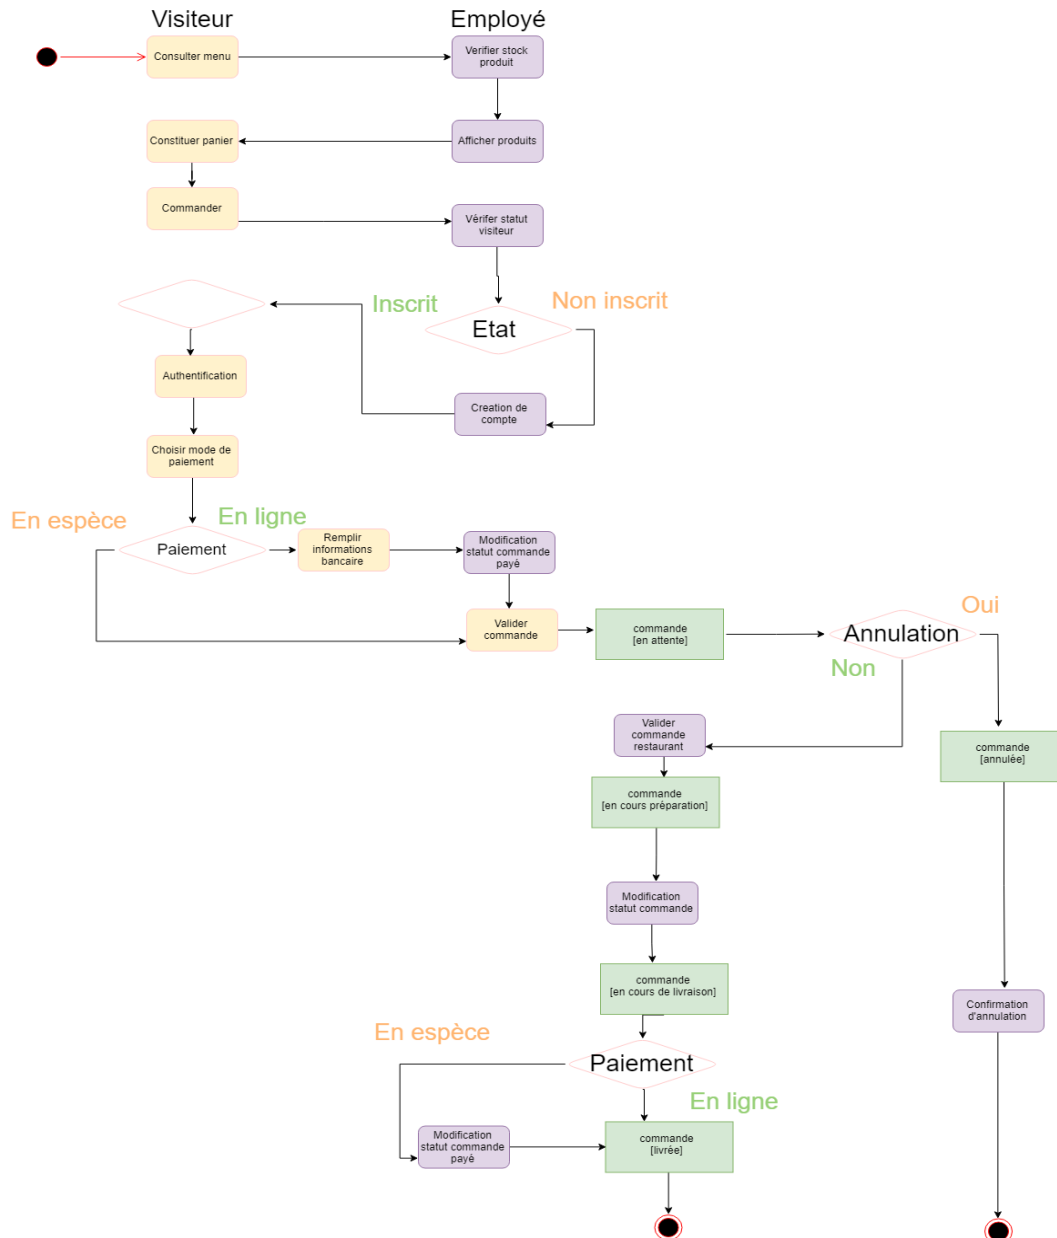 Visiteur
Employé
Consulter menu
Verifier stock
produit
Constituer panier
Afficher produits
Commander
Vérifer statut
visiteur
Inscrit
Non inscrit
Etat
Authentification
Creation de
compte
Choisir mode de
paiement
En espèce
En ligne
Paiement
Remplir
informations
bancaire
Modification
statut commande
payé
Valider
commande
commande
[en attente]
Annulation
Oui
Non
Valider
commande
restaurant
commande
[annulée]
commande
[en cours préparation]
Modification
statut commande
commande
[en cours de livraison]
Confirmation
d'annulation
En espèce
Paiement
En ligne
Modification
statut commande
payé
commande
[livrée]